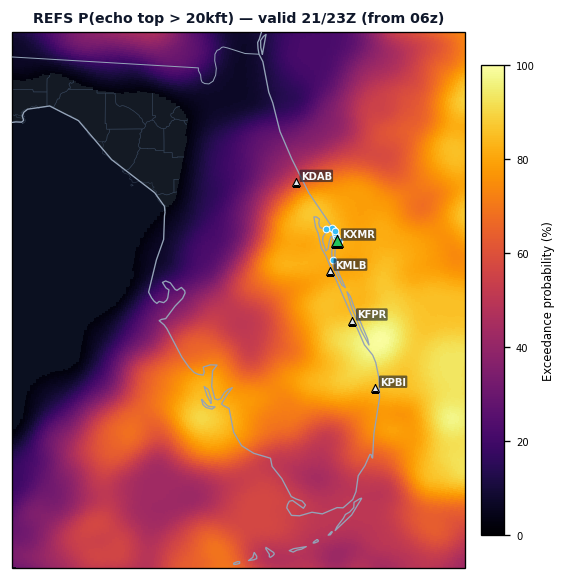 REFS P(echo top > 20kft) — valid 21/23Z (from 06z)
KDAB
KXMR
KMLB
KFPR
KPBI
100
80
60
40
20
0
Exceedance probability (%)